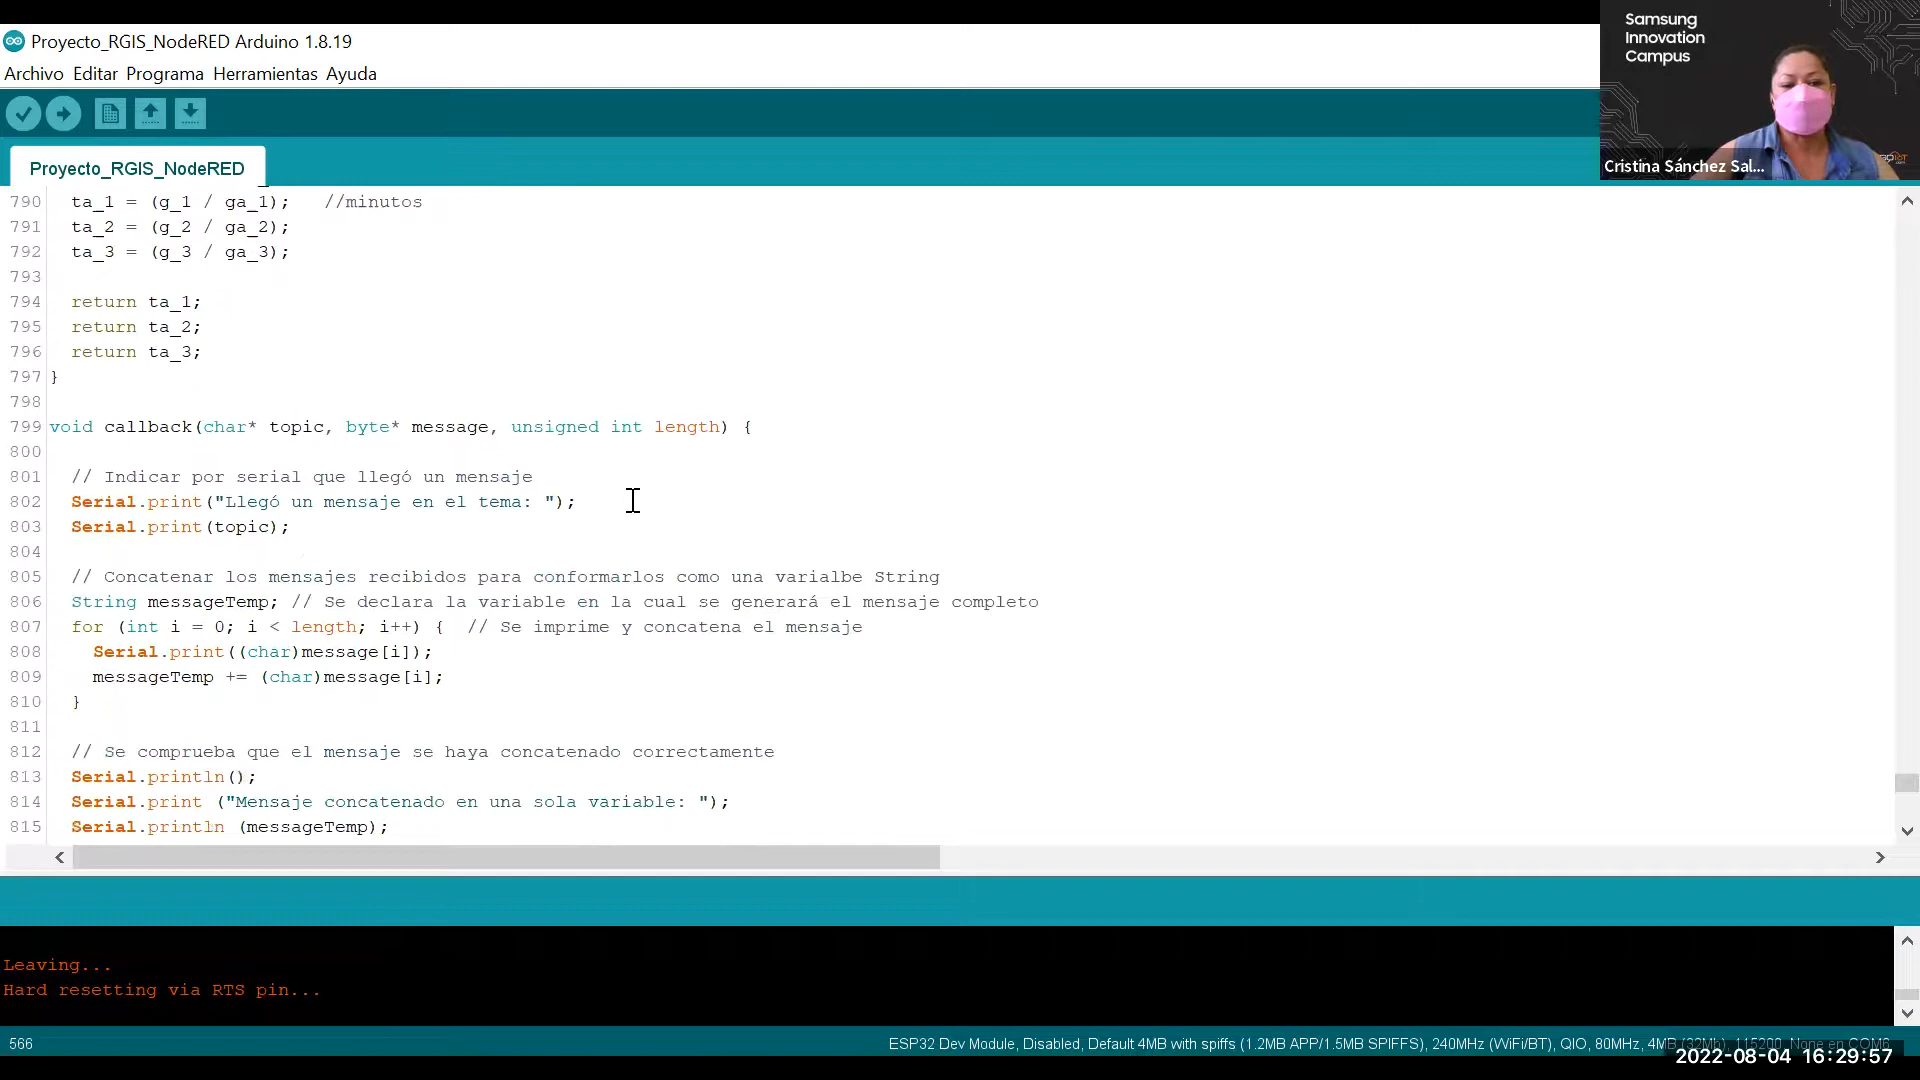 Proyecto_RGIS_NodeRED Arduino 1.8.19
Samsung
Innovation
Campus
Archivo Editar Programa Herramientas Ayuda
Cristina Sánchez Sal...
Proyecto_RGIS_NodeRED
790 ta_1 = (g_1 / ga_1); //minutos
791 ta_2 = (g_2 / ga_2);
792 ta_3 = (g_3 / ga_3);
793
794 return ta_1;
795 return ta_2;
796 return ta_3;
797 }
798
799 void callback(char* topic, byte* message, unsigned int length) {
800
801 // Indicar por serial que llegó un mensaje
802 Serial.print("Llegó un mensaje en el tema: ");
803 Serial.print(topic);
804
805 // Concatenar los mensajes recibidos para conformarlos como una varialbe String
806 String messageTemp; // Se declara la variable en la cual se generará el mensaje completo
807 for (int i = 0; i < length; i++) { // Se imprime y concatena el mensaje
808 Serial.print((char)message[i]);
809 messageTemp += (char)message[i];
810 }
811
812 // Se comprueba que el mensaje se haya concatenado correctamente
813 Serial.println();
814 Serial.print ("Mensaje concatenado en una sola variable: ");
815 Serial.println (messageTemp);
Leaving...
Hard resetting via RTS pin...
566
ESP32 Dev Module, Disabled, Default 4MB with spiffs (1.2MB APP/1.5MB SPIFFS), 240MHz (WiFi/BT), QIO, 80MHz, 4MB (32Mb), 115200, None en COM6
2022-08-04 16:29:57